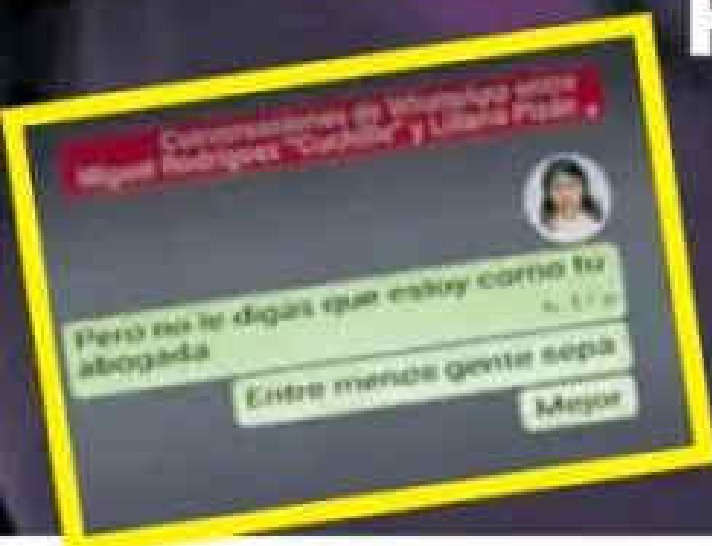 Conversaciones de WhatsApp entre
Miguel Rodríguez "Cuchilla" y Liliana
Pero no le digas que estoy como tu
abogada
Entre menos gente sepa
Mejor